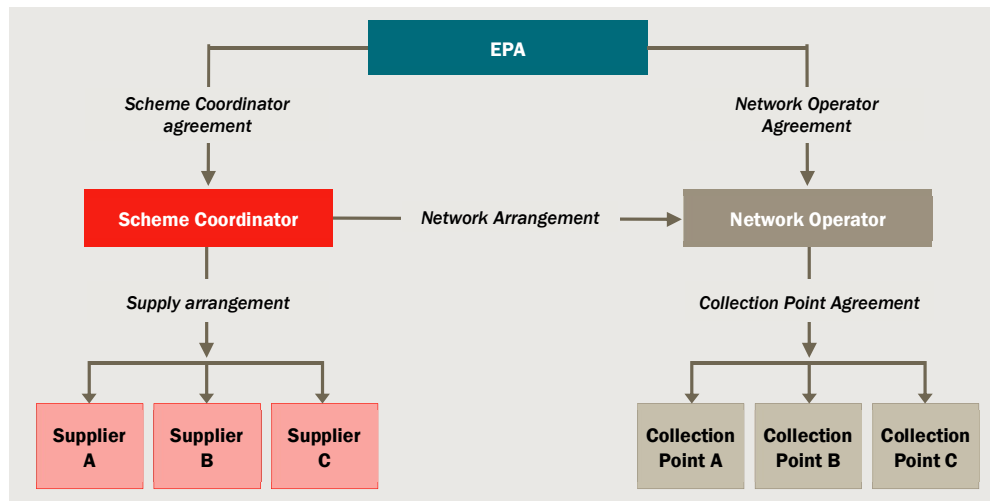 EPA
Scheme Coordinator
agreement
Network Operator
Agreement
Scheme Coordinator
Network Arrangement
Network Operator
Supply arrangement
Collection Point Agreement
Supplier
A
Supplier
B
Supplier
C
Collection
Point A
Collection
Point B
Collection
Point C